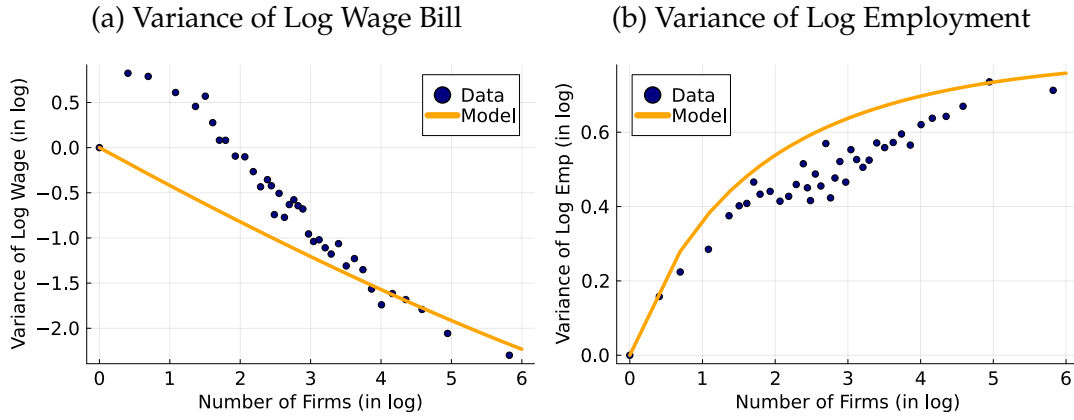 (a) Variance of Log Wage Bill
Variance of Log Wage (in log)
0.5
0.0
−0.5
−1.0
−1.5
−2.0
Data
Model
0 1 2 3 4 5 6
Number of Firms (in log)
(b) Variance of Log Employment
Variance of Log Emp (in log)
0.6
0.4
0.2
0.0
Data
Model
0 1 2 3 4 5 6
Number of Firms (in log)